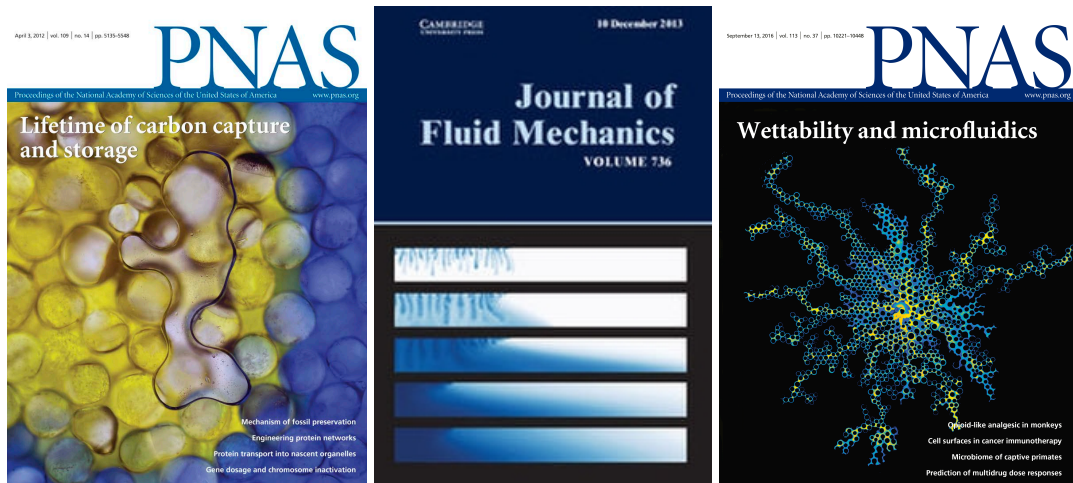 April 3, 2012 | vol. 109 | no. 14 | pp. 5135–5548
PNAS
Proceedings of the National Academy of Sciences of the United States of America www.pnas.org
Lifetime of carbon capture
and storage
Mechanism of fossil preservation
Engineering protein networks
Protein transport into nascent organelles
Gene dosage and chromosome inactivation
CAMBRIDGE
UNIVERSITY PRESS
10 December 2013
Journal of
Fluid Mechanics
VOLUME 736
September 13, 2016 | vol. 113 | no. 37 | pp. 10221–10448
PNAS
Proceedings of the National Academy of Sciences of the United States of America www.pnas.org
Wettability and microfluidics
Opioid-like analgesic in monkeys
Cell surfaces in cancer immunotherapy
Microbiome of captive primates
Prediction of multidrug dose responses